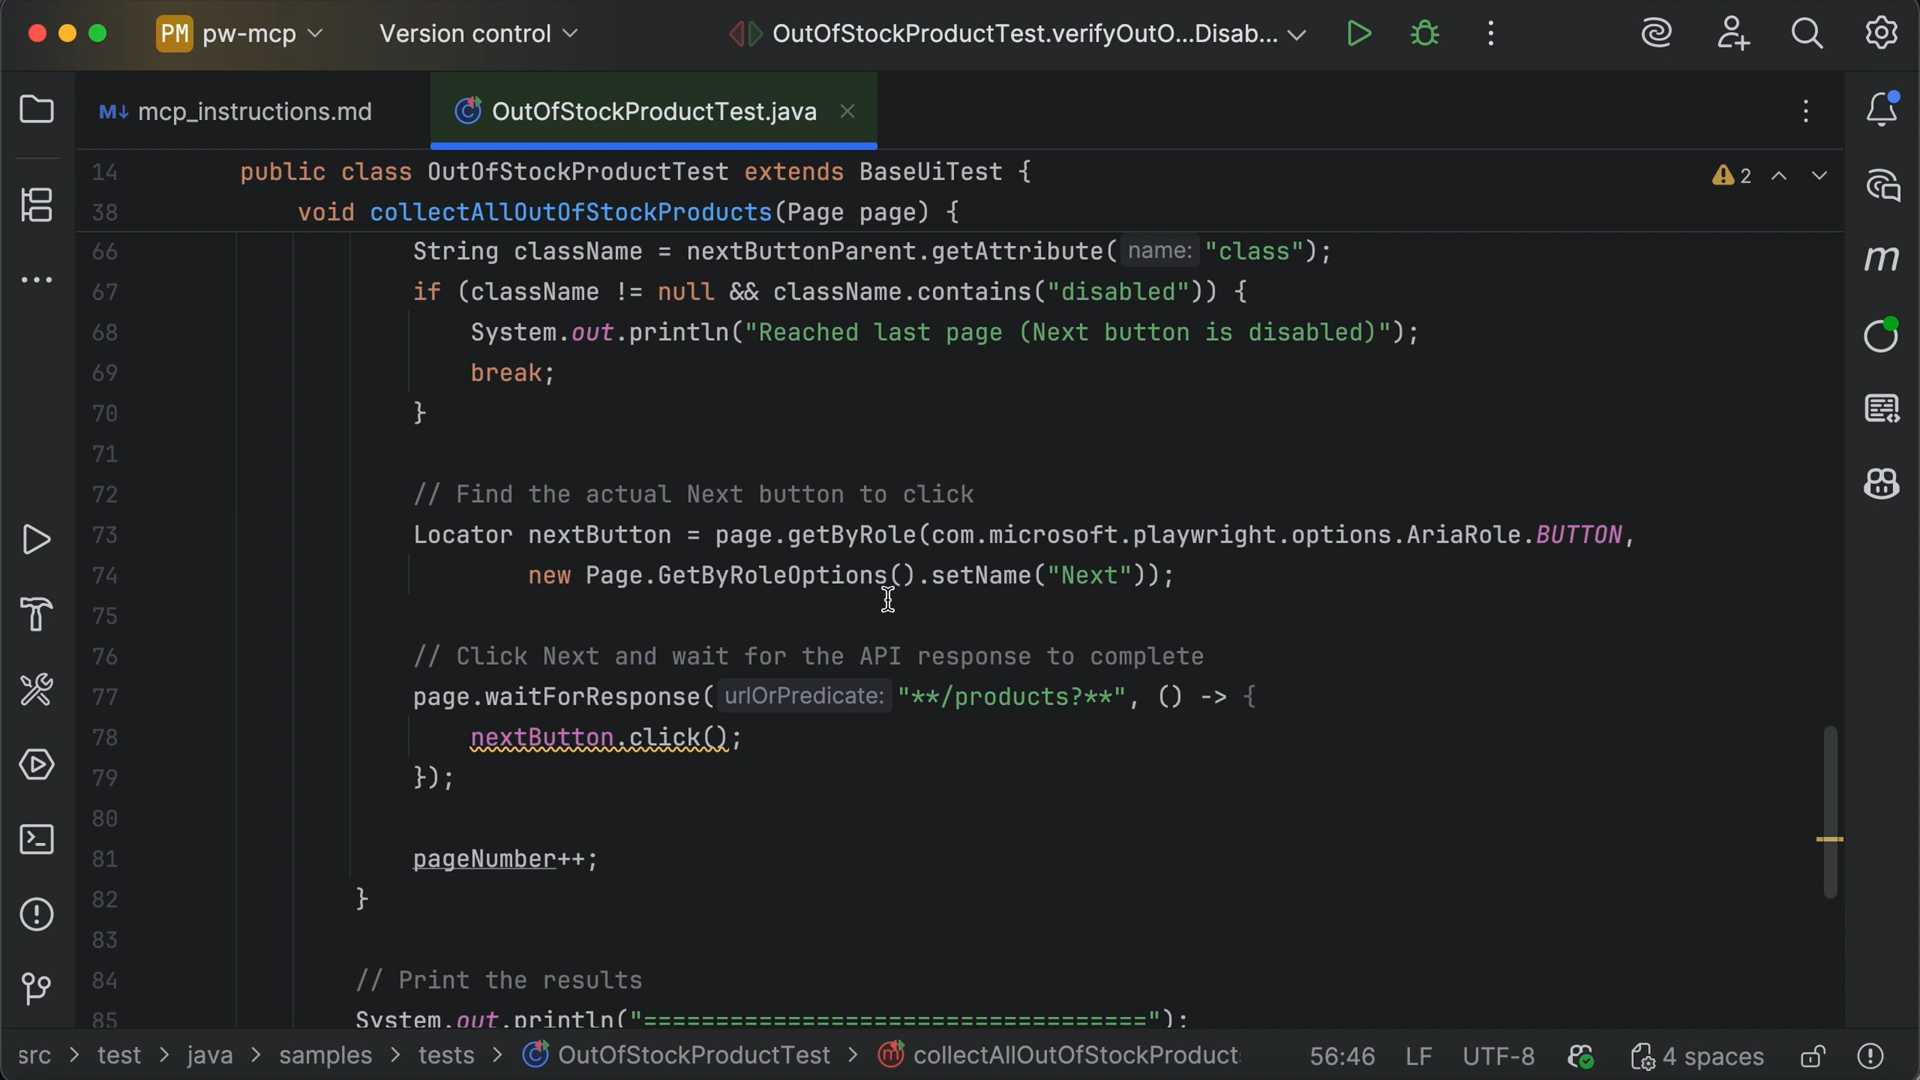 PM pw-mcp Version control OutOfStockProductTest.verifyOutO...Disab...
M↓ mcp_instructions.md OutOfStockProductTest.java
14 public class OutOfStockProductTest extends BaseUiTest { 2
38 void collectAllOutOfStockProducts(Page page) {
66 String className = nextButtonParent.getAttribute( name: "class");
67 if (className != null && className.contains("disabled")) {
68 System.out.println("Reached last page (Next button is disabled)");
69 break;
70 }
71
72 // Find the actual Next button to click
73 Locator nextButton = page.getByRole(com.microsoft.playwright.options.AriaRole.BUTTON,
74 new Page.GetByRoleOptions().setName("Next"));
75
76 // Click Next and wait for the API response to complete
77 page.waitForResponse( urlOrPredicate: "**/products?**", () -> {
78 nextButton.click();
79 });
80
81 pageNumber++;
82 }
83
84 // Print the results
85 System.out.println("===================================");
src > test > java > samples > tests > OutOfStockProductTest > collectAllOutOfStockProduct 56:46 LF UTF-8 4 spaces